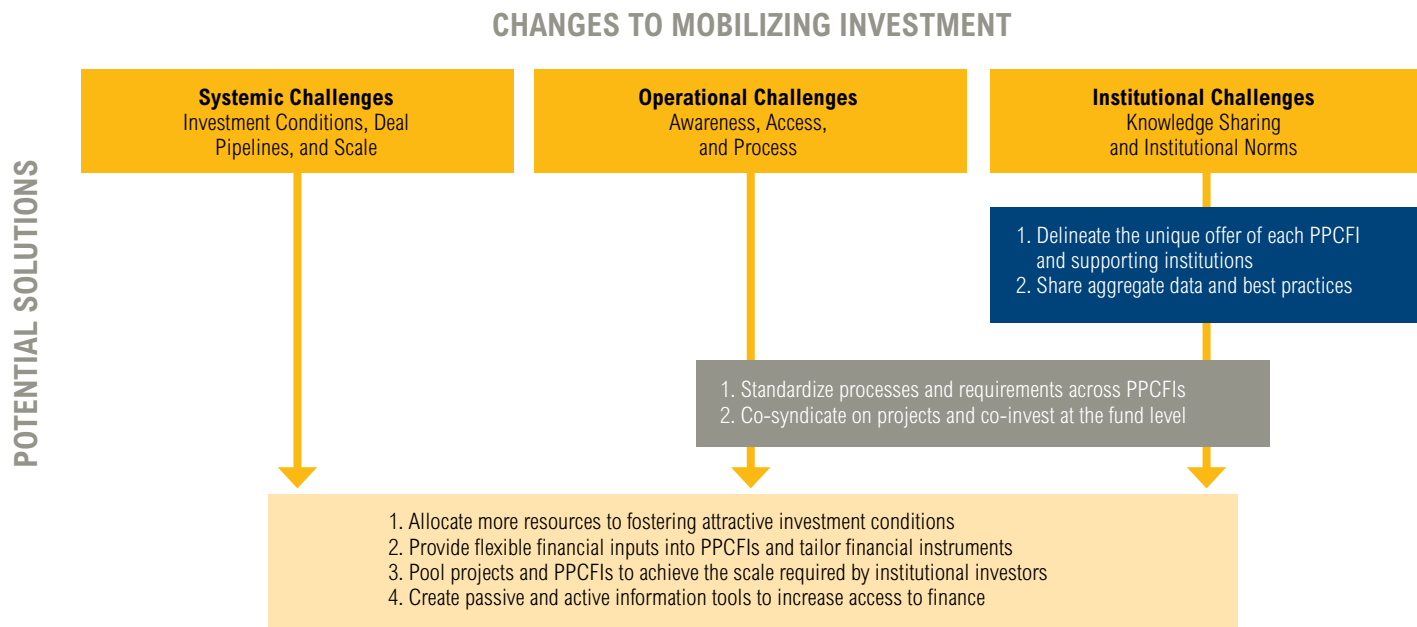 CHANGES TO MOBILIZING INVESTMENT
POTENTIAL SOLUTIONS
Systemic Challenges
Investment Conditions, Deal
Pipelines, and Scale
Operational Challenges
Awareness, Access,
and Process
Institutional Challenges
Knowledge Sharing
and Institutional Norms
1. Delineate the unique offer of each PPCFI
and supporting institutions
2. Share aggregate data and best practices
1. Standardize processes and requirements across PPCFIs
2. Co-syndicate on projects and co-invest at the fund level
1. Allocate more resources to fostering attractive investment conditions
2. Provide flexible financial inputs into PPCFIs and tailor financial instruments
3. Pool projects and PPCFIs to achieve the scale required by institutional investors
4. Create passive and active information tools to increase access to finance